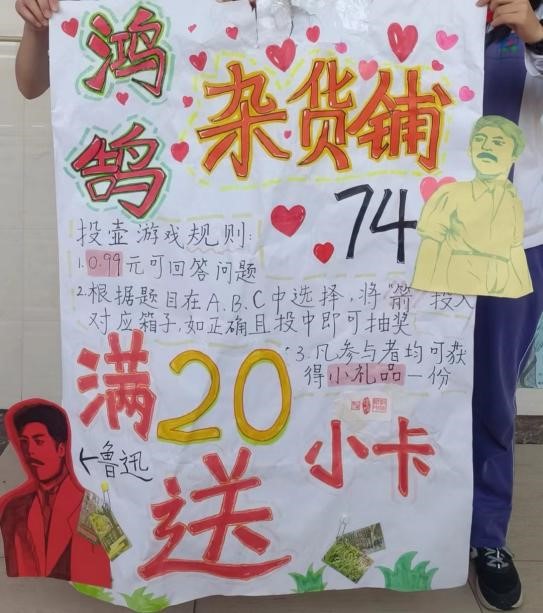 鸿鹄
杂货铺
74
投壶游戏规则:
1. 0.99元可回答问题
2. 根据题目在A.B.C中选择,将"箭"投入
对应箱子,如正确且投中即可抽奖
3. 凡参与者均可获
得小礼品一份
满20
送
小卡
←鲁迅